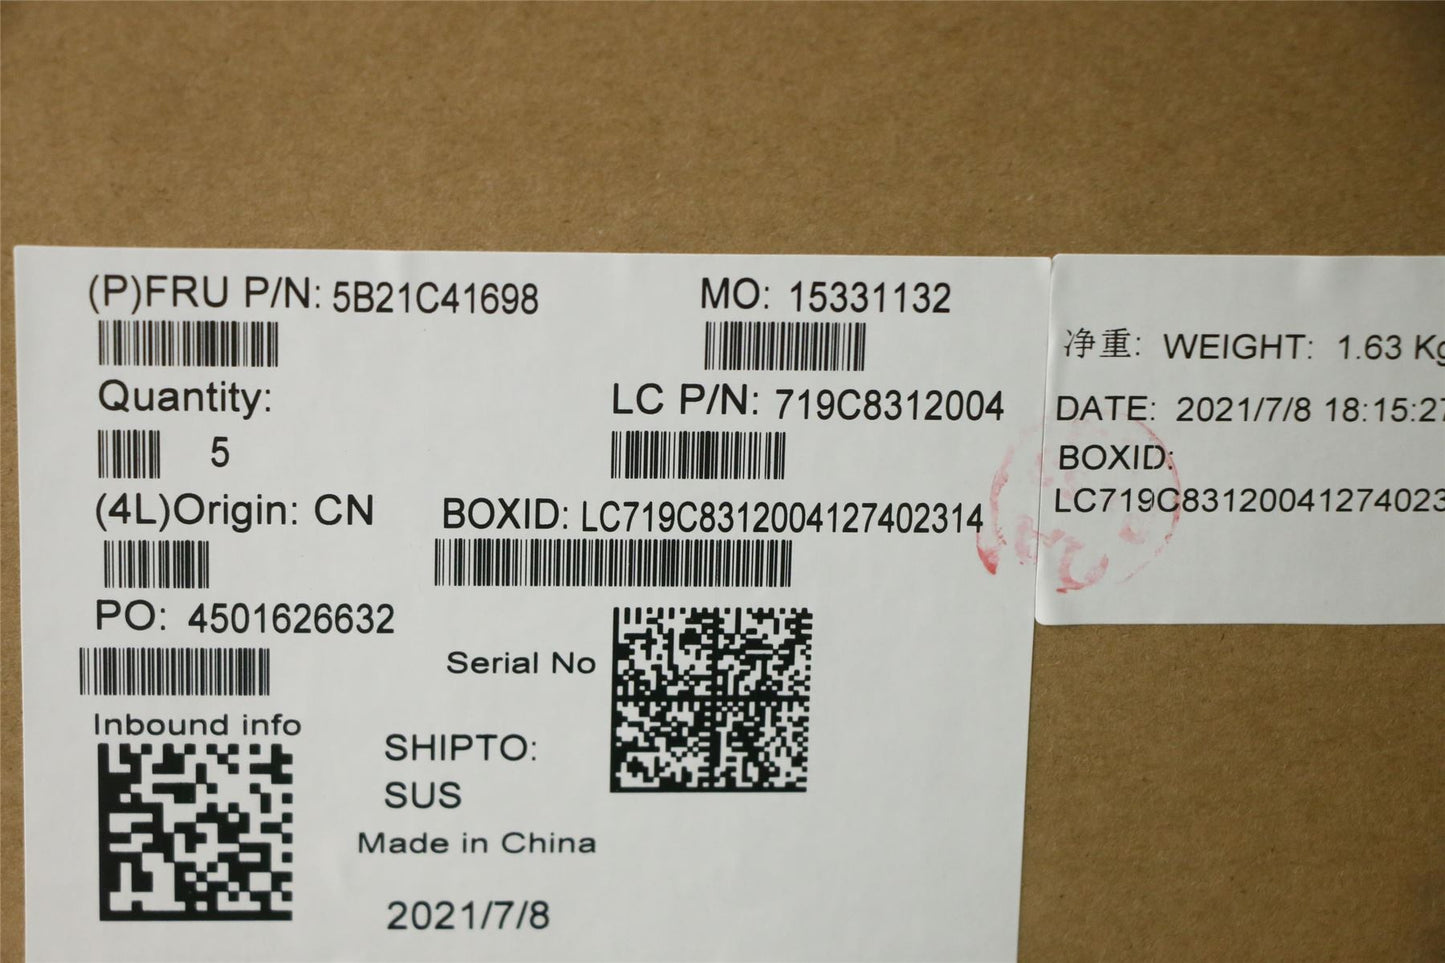 (P)FRU P/N: 5B21C41698
MO: 15331132
Quantity:
5
LC P/N: 719C8312004
(4L)Origin: CN
BOXID: LC719C8312004127402314
PO: 4501626632
Serial No
Inbound info
SHIPTO:
SUS
Made in China
2021/7/8
净重: WEIGHT: 1.63 Kg
DATE: 2021/7/8 18:15:27
BOXID:
LC719C83120041274023